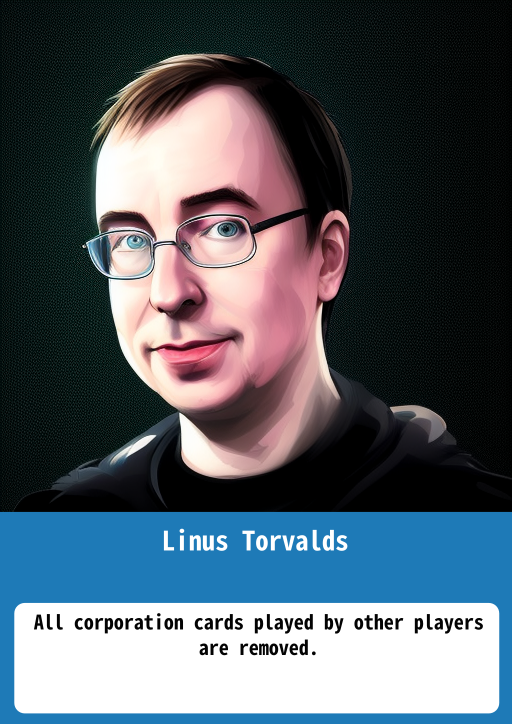 Linus Torvalds
All corporation cards played by other players
are removed.